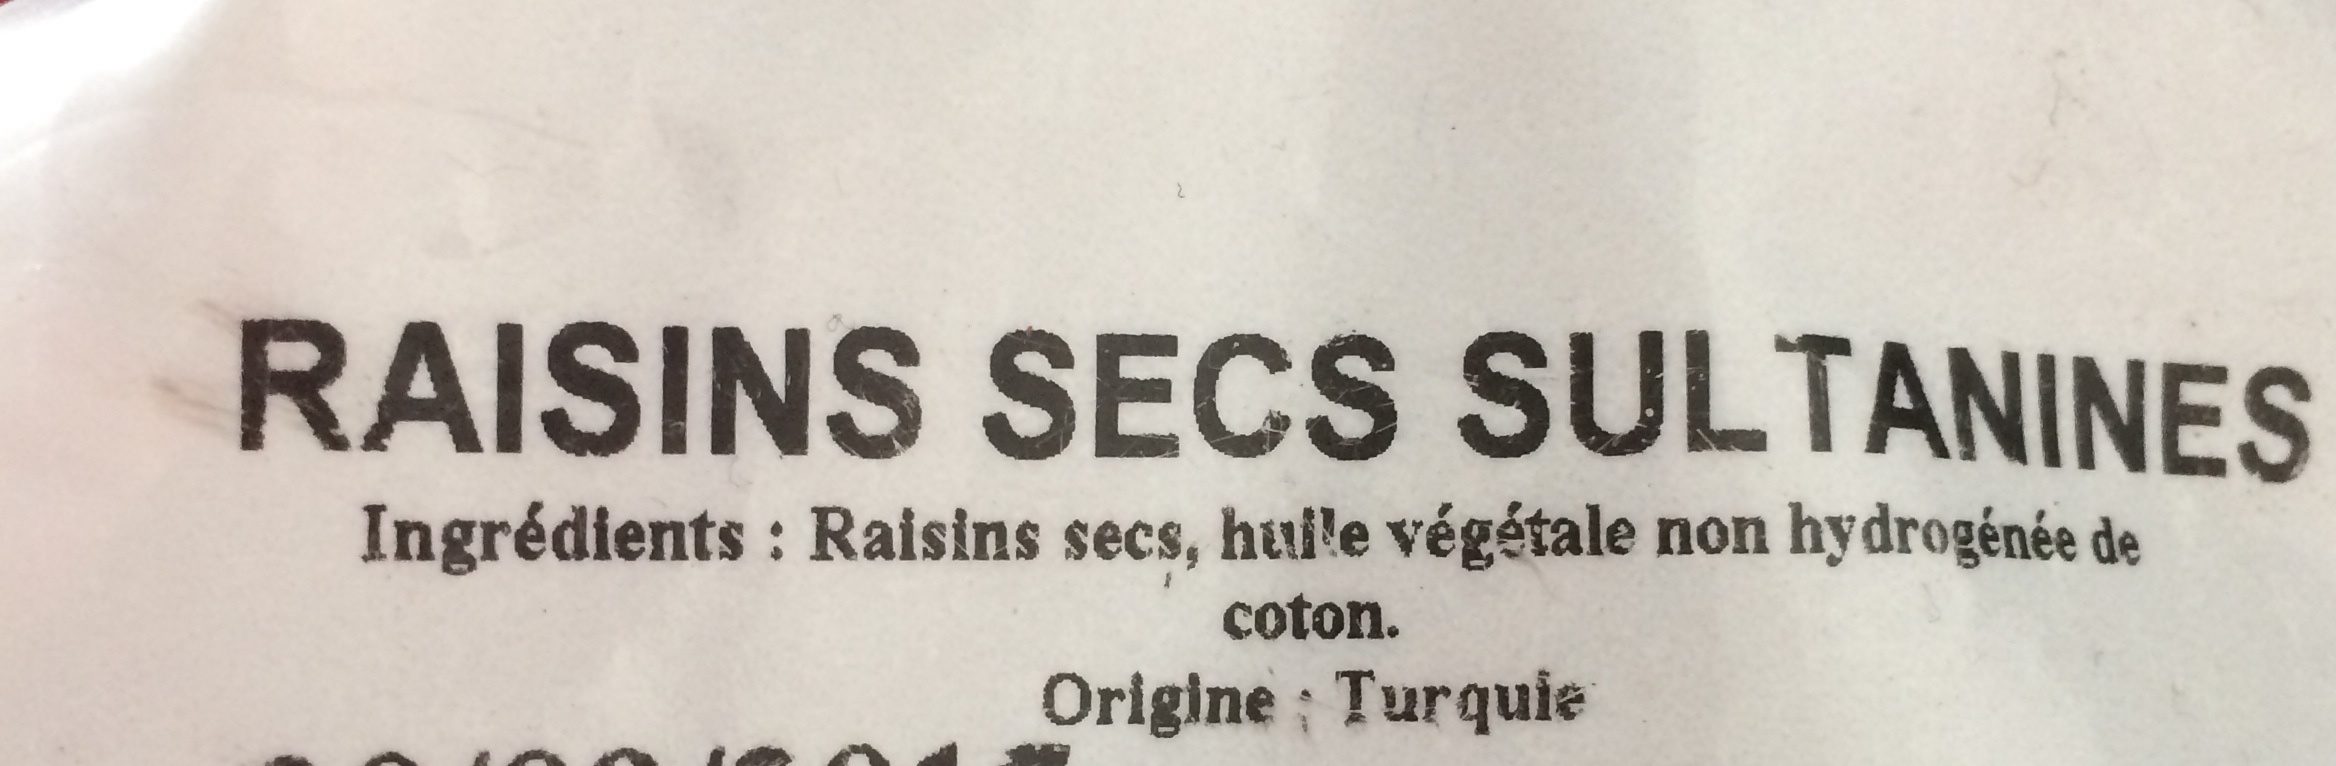 RAISINS SECS SULTANINES
Ingrédients : Raisins secs, huile végétale non hydrogénée de
coton.
Origine : Turquie